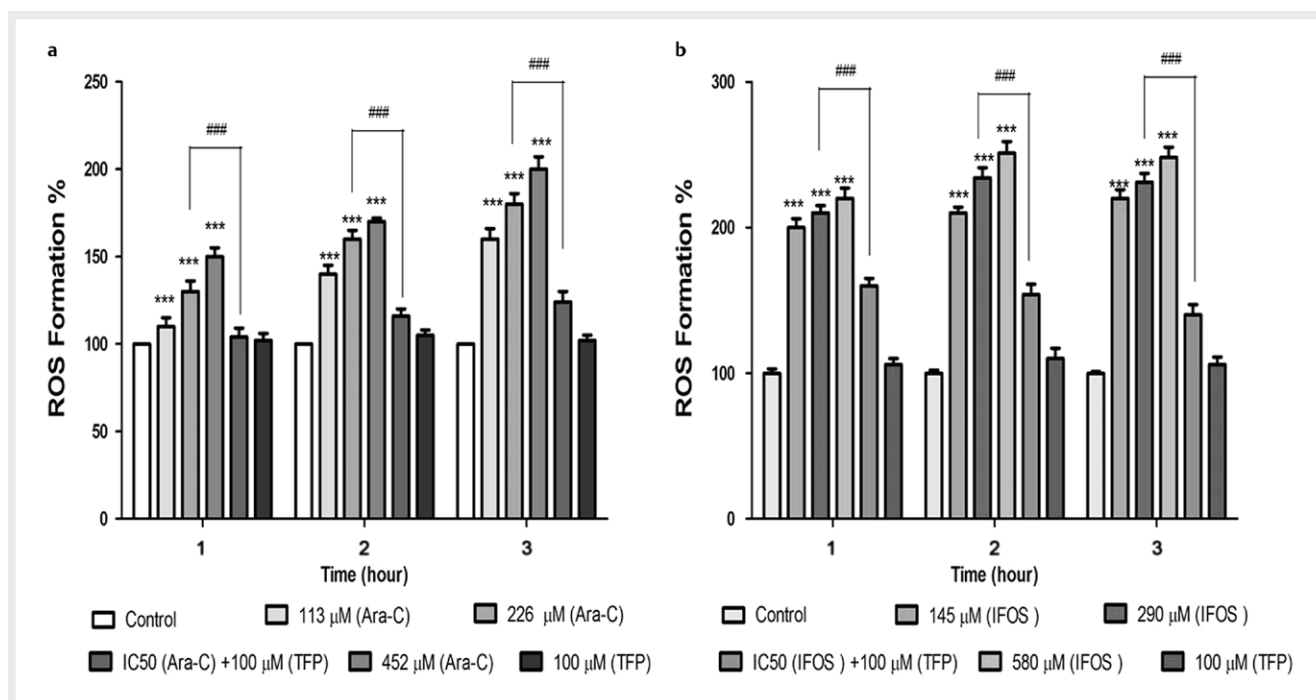 a
ROS Formation %
250
200
150
100
50
0
###
###
###
***
***
***
***
***
***
***
***
***
1
2
3
Time (hour)
Control
113 µM (Ara-C)
226 µM (Ara-C)
IC50 (Ara-C) +100 µM (TFP)
452 µM (Ara-C)
100 µM (TFP)
b
ROS Formation %
300
200
100
0
###
###
###
***
***
***
***
***
***
***
***
***
1
2
3
Time (hour)
Control
145 µM (IFOS )
290 µM (IFOS )
IC50 (IFOS ) +100 µM (TFP)
580 µM (IFOS )
100 µM (TFP)